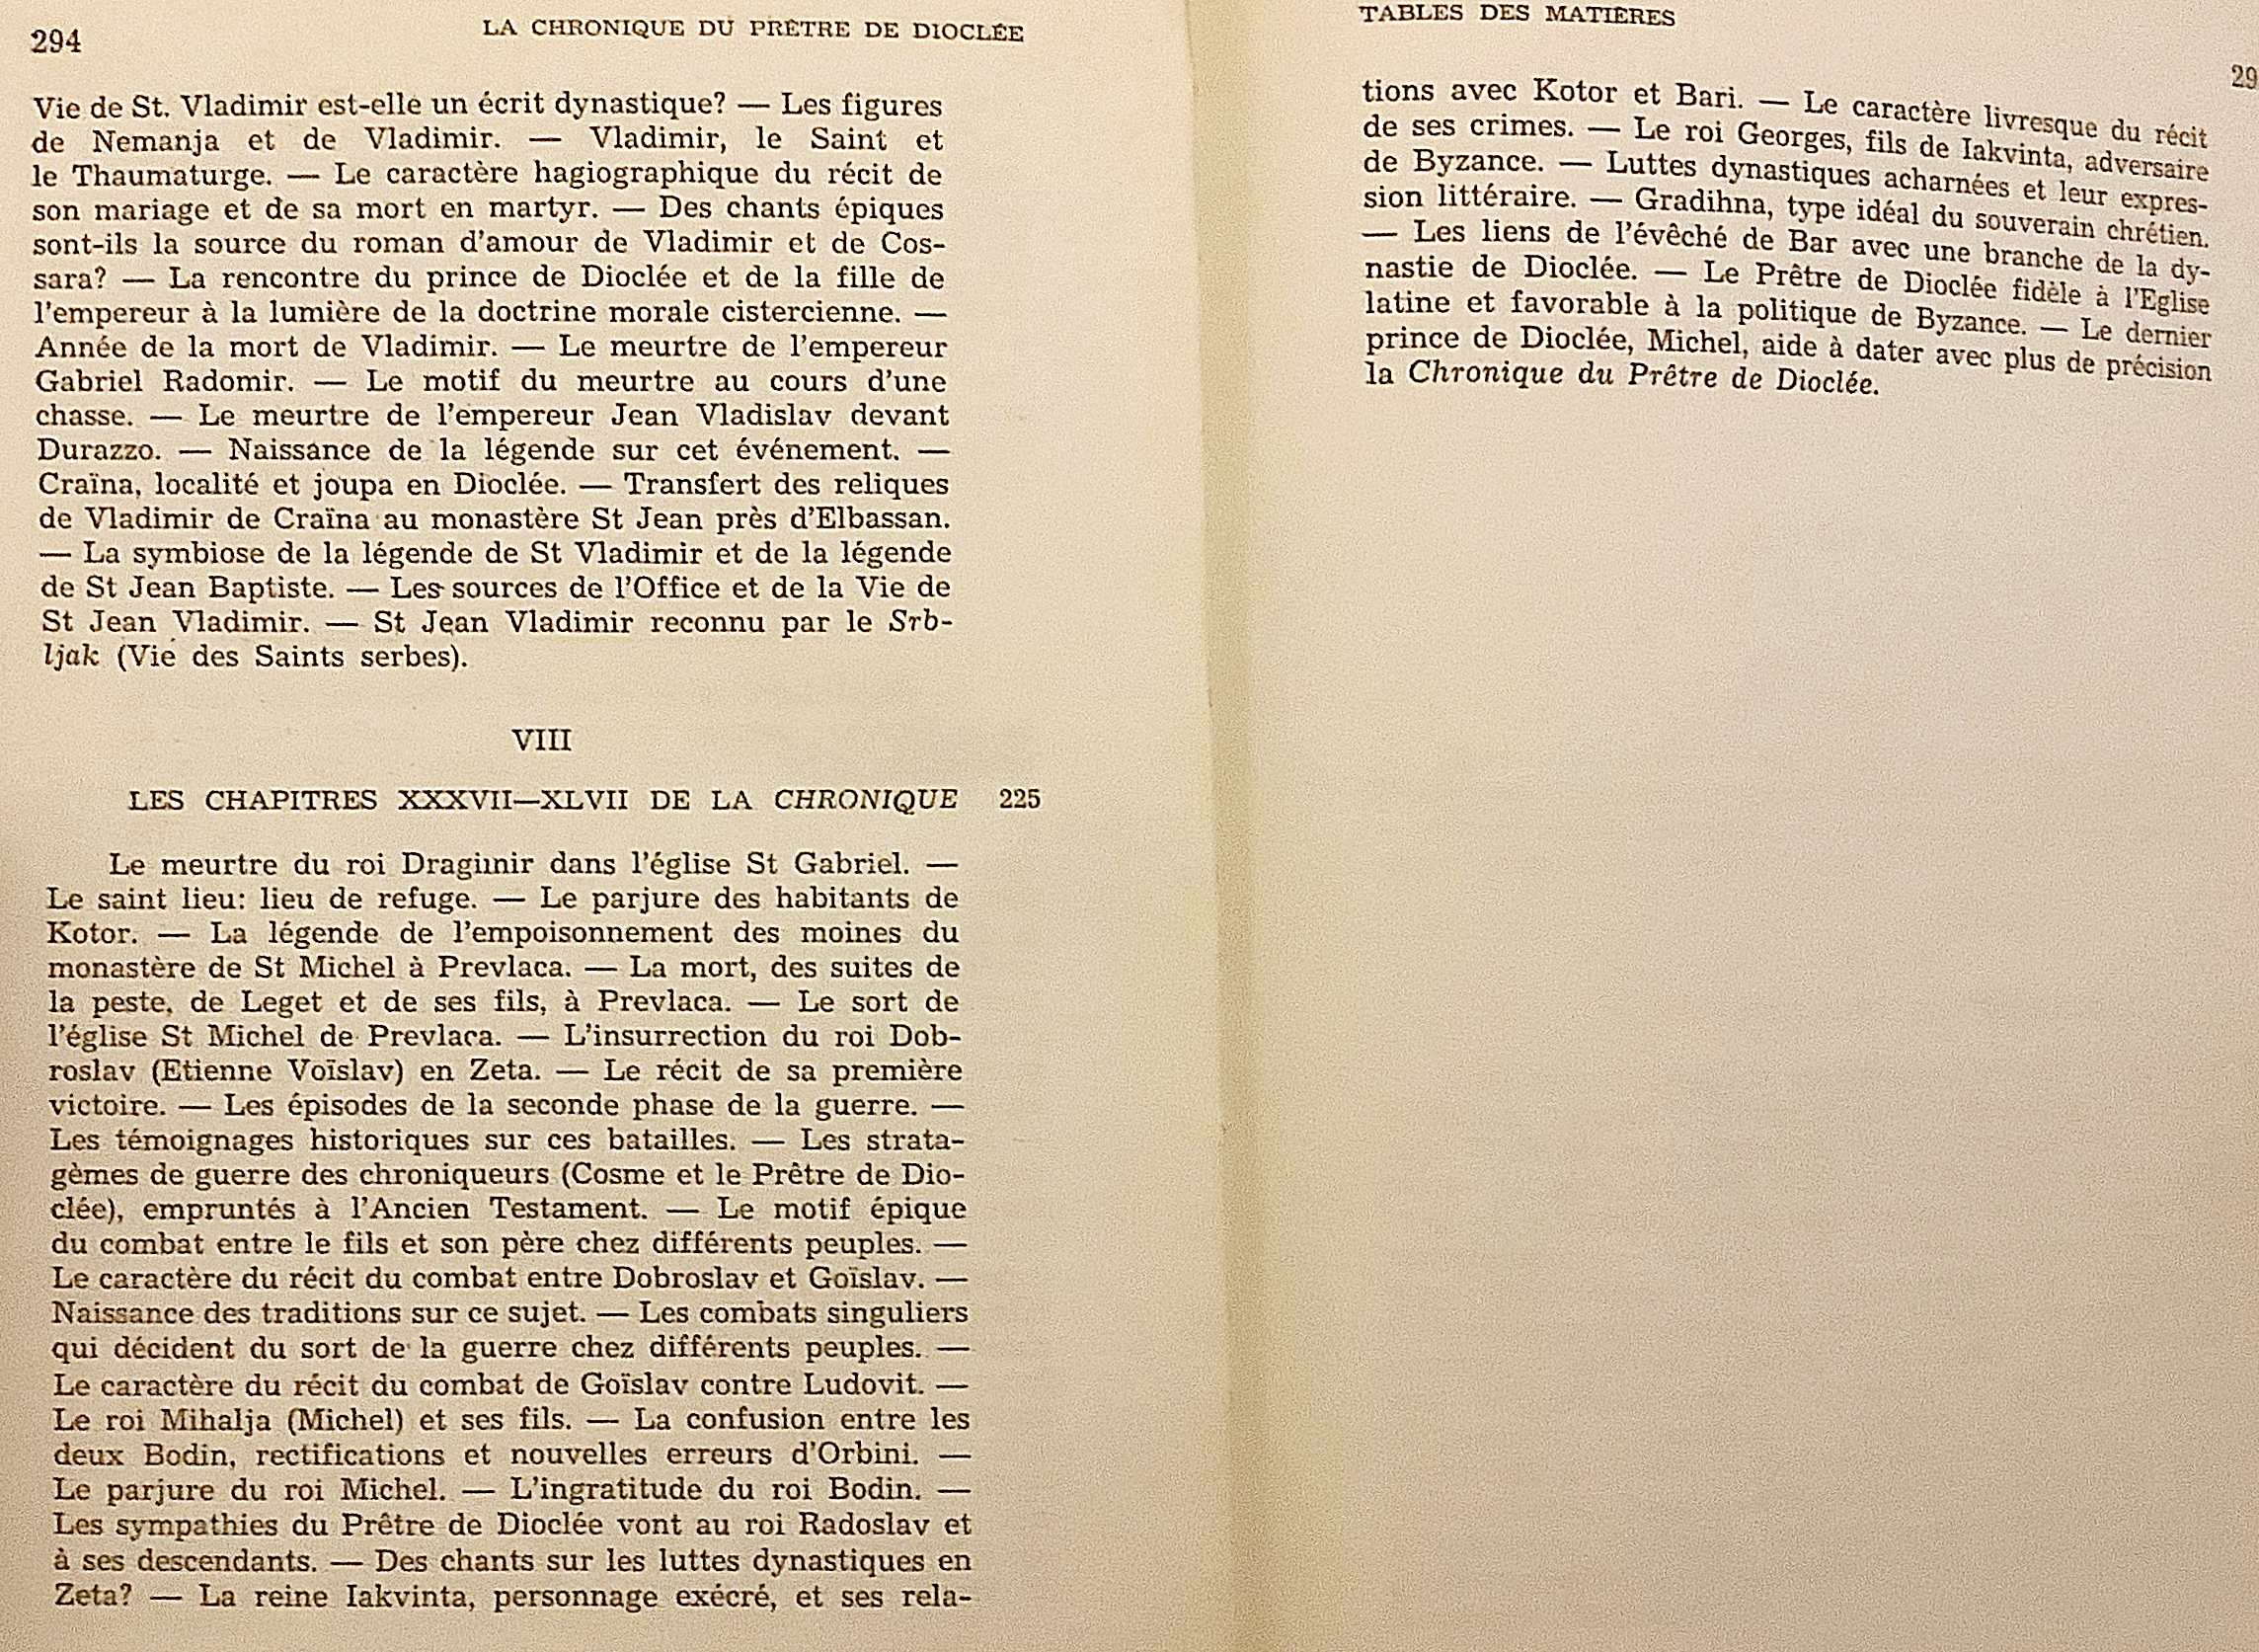 294
LA CHRONIQUE DU PRÊTRE DE DIOCLÉE
Vie de St. Vladimir est-elle un écrit dynastique? — Les figures
de Nemanja et de Vladimir. — Vladimir, le Saint et
le Thaumaturge. — Le caractère hagiographique du récit de
son mariage et de sa mort en martyr. — Des chants épiques
sont-ils la source du roman d'amour de Vladimir et de Cos-
sara? — La rencontre du prince de Dioclée et de la fille de
l'empereur à la lumière de la doctrine morale cistercienne. —
Année de la mort de Vladimir. — Le meurtre de l'empereur
Gabriel Radomir. — Le motif du meurtre au cours d'une
chasse. — Le meurtre de l'empereur Jean Vladislav devant
Durazzo. — Naissance de la légende sur cet événement. —
Craïna, localité et joupa en Dioclée. — Transfert des reliques
de Vladimir de Craïna au monastère St Jean près d'Elbassan.
— La symbiose de la légende de St Vladimir et de la légende
de St Jean Baptiste. — Les sources de l'Office et de la Vie de
St Jean Vladimir. — St Jean Vladimir reconnu par le Srb-
ljak (Vie des Saints serbes).
VIII
LES CHAPITRES XXXVII—XLVII DE LA CHRONIQUE 225
Le meurtre du roi Dragimir dans l'église St Gabriel. —
Le saint lieu: lieu de refuge. — Le parjure des habitants de
Kotor. — La légende de l'empoisonnement des moines du
monastère de St Michel à Prevlaca. — La mort, des suites de
la peste, de Leget et de ses fils, à Prevlaca. — Le sort de
l'église St Michel de Prevlaca. — L'insurrection du roi Dob-
roslav (Etienne Voïslav) en Zeta. — Le récit de sa première
victoire. — Les épisodes de la seconde phase de la guerre. —
Les témoignages historiques sur ces batailles. — Les strata-
gèmes de guerre des chroniqueurs (Cosme et le Prêtre de Dio-
clée), empruntés à l'Ancien Testament. — Le motif épique
du combat entre le fils et son père chez différents peuples. —
Le caractère du récit du combat entre Dobroslav et Goïslav. —
Naissance des traditions sur ce sujet. — Les combats singuliers
qui décident du sort de la guerre chez différents peuples. —
Le caractère du récit du combat de Goïslav contre Ludovit. —
Le roi Mihalja (Michel) et ses fils. — La confusion entre les
deux Bodin, rectifications et nouvelles erreurs d'Orbini. —
Le parjure du roi Michel. — L'ingratitude du roi Bodin. —
Les sympathies du Prêtre de Dioclée vont au roi Radoslav et
à ses descendants. — Des chants sur les luttes dynastiques en
Zeta? — La reine Iakvinta, personnage exécré, et ses rela-
TABLES DES MATIÈRES
29
tions avec Kotor et Bari. — Le caractère livresque du récit
de ses crimes. — Le roi Georges, fils de Iakvinta, adversaire
de Byzance. — Luttes dynastiques acharnées et leur expres-
sion littéraire. — Gradihna, type idéal du souverain chrétien.
— Les liens de l'évêché de Bar avec une branche de la dy-
nastie de Dioclée. — Le Prêtre de Dioclée fidèle à l'Eglise
latine et favorable à la politique de Byzance. — Le dernier
prince de Dioclée, Michel, aide à dater avec plus de précision
la Chronique du Prêtre de Dioclée.